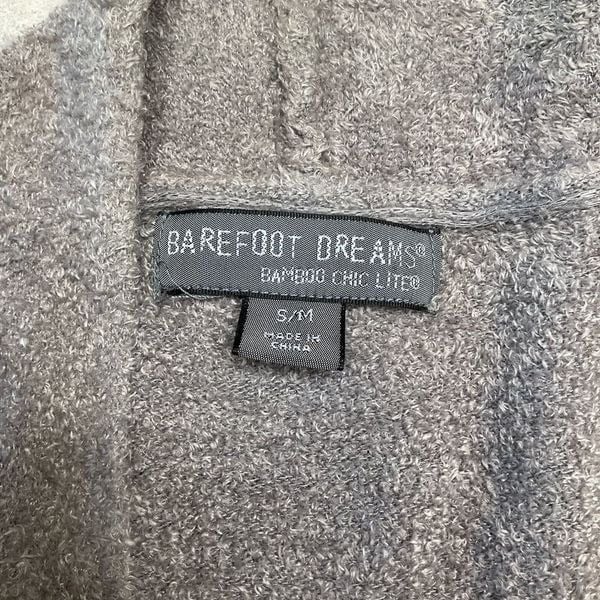 BAREFOOT DREAMS®
BAMBOO CHIC LITE®
S/M
MADE IN
CHINA